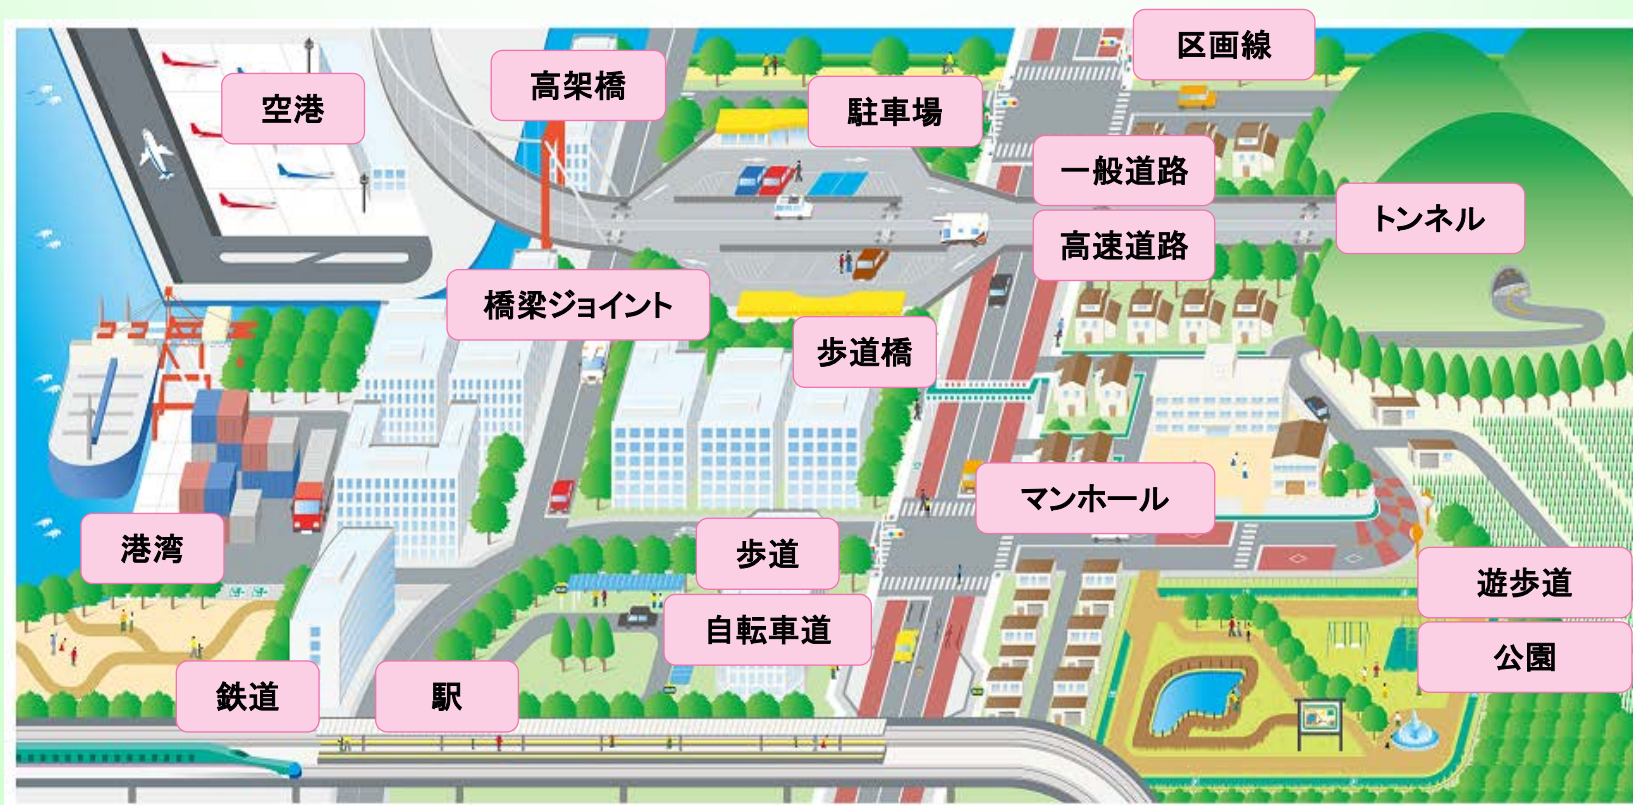 区画線
高架橋
空港
駐車場
一般道路
トンネル
高速道路
橋梁ジョイント
歩道橋
マンホール
港湾
歩道
遊歩道
自転車道
公園
鉄道
駅